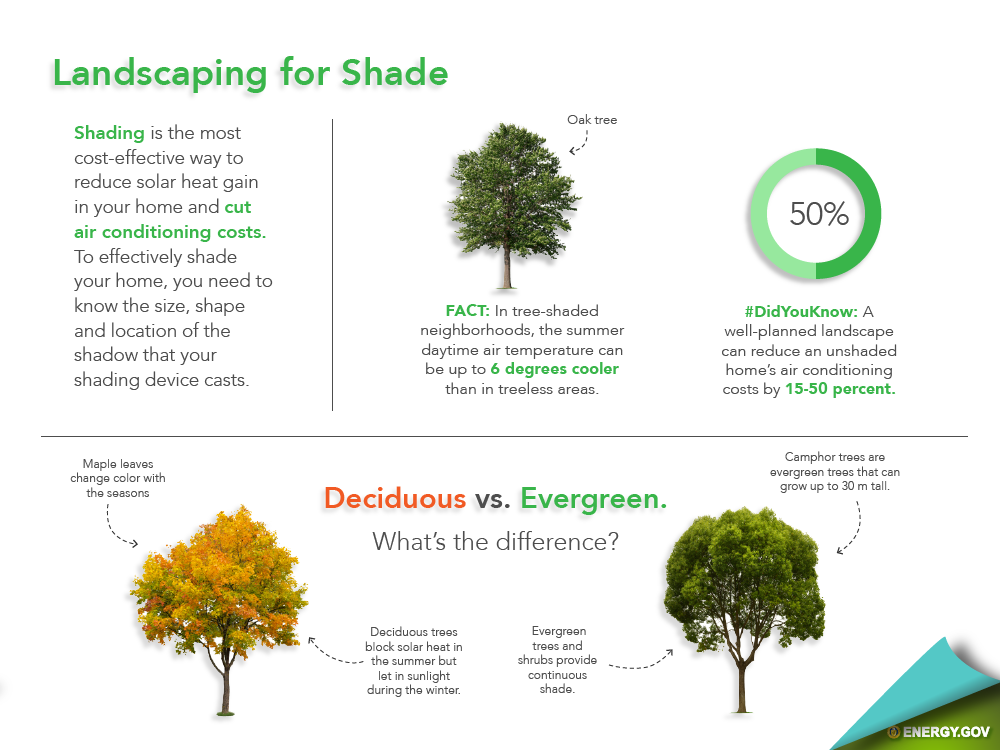 Landscaping for Shade
Shading is the most
cost-effective way to
reduce solar heat gain
in your home and cut
air conditioning costs.
To effectively shade
your home, you need to
know the size, shape
and location of the
shadow that your
shading device casts.
Oak tree
FACT: In tree-shaded
neighborhoods, the summer
daytime air temperature can
be up to 6 degrees cooler
than in treeless areas.
50%
#DidYouKnow: A
well-planned landscape
can reduce an unshaded
home's air conditioning
costs by 15-50 percent.
Maple leaves
change color with
the seasons
Deciduous vs. Evergreen.
What's the difference?
Camphor trees are
evergreen trees that can
grow up to 30 m tall.
Deciduous trees
block solar heat in
the summer but
let in sunlight
during the winter.
Evergreen
trees and
shrubs provide
continuous
shade.
ENERGY.GOV